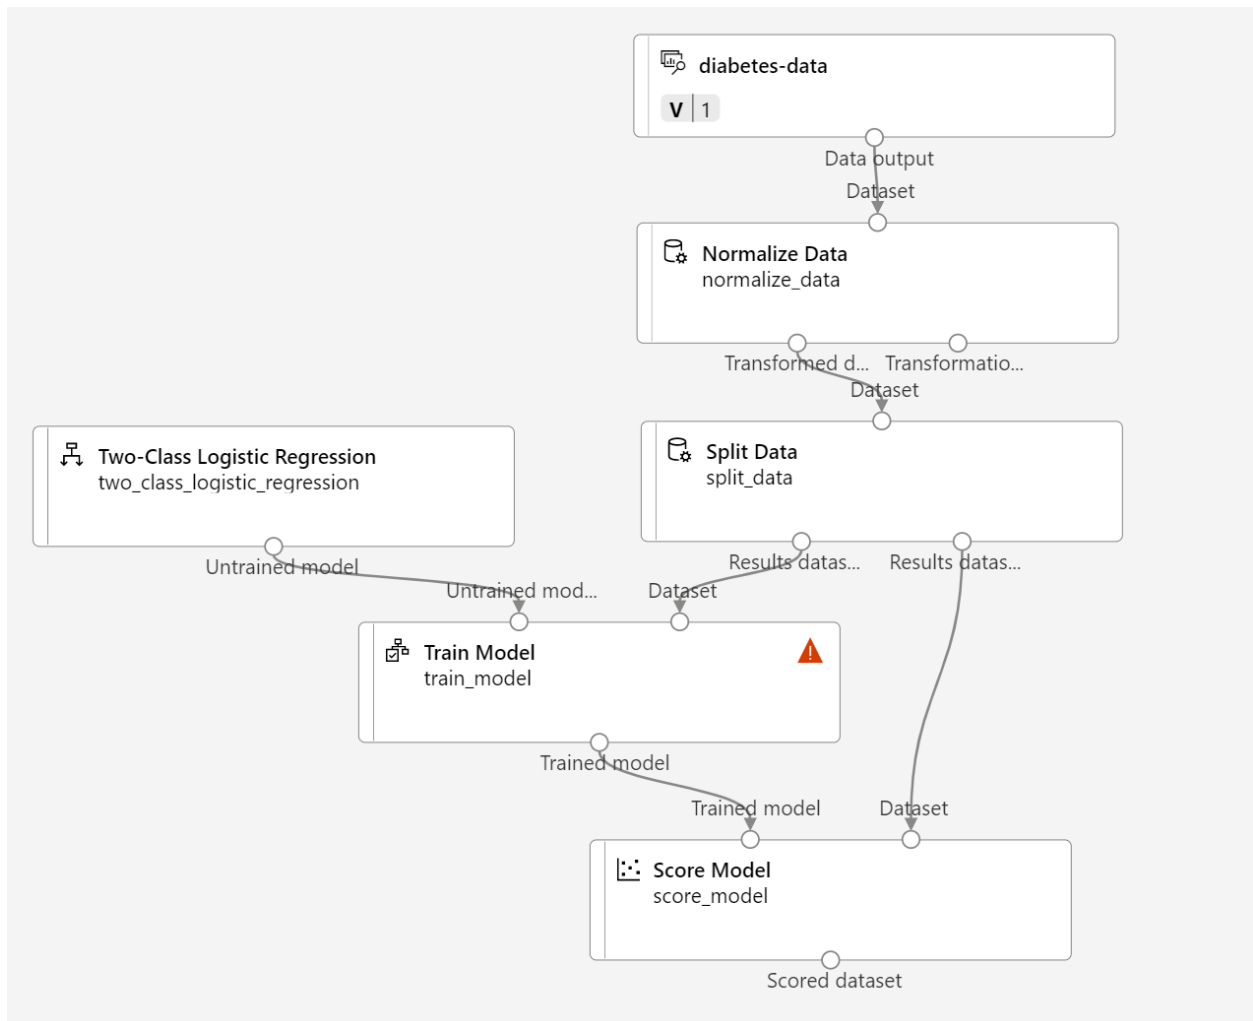 diabetes-data
V 1
Data output
Dataset
Normalize Data
normalize_data
Transformed d... Transformatio...
Dataset
Two-Class Logistic Regression
two_class_logistic_regression
Untrained model
Split Data
split_data
Results datas... Results datas...
Untrained mod... Dataset
Train Model
train_model
Trained model
Trained model Dataset
Score Model
score_model
Scored dataset